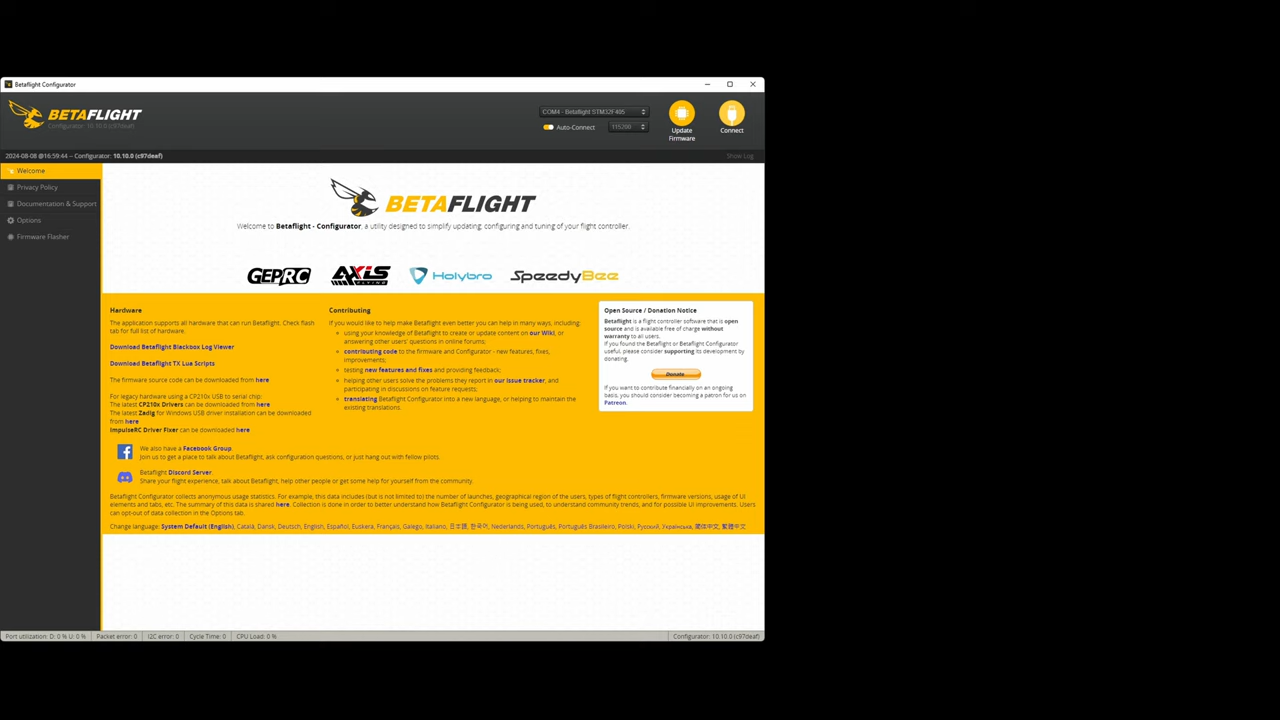 Betaflight Configurator
BETAFLIGHT
Configurator: 10.10.0 (c97deaf)
COM4 - Betaflight STM32F405
Auto-Connect
115200
Update
Firmware
Connect
2024-08-08 @16:59:44 -- Configurator: 10.10.0 (c97deaf)
Show Log
Welcome
Privacy Policy
Documentation & Support
Options
Firmware Flasher
BETAFLIGHT
Welcome to Betaflight - Configurator, a utility designed to simplify updating, configuring and tuning of your flight controller.
GEPRC
AXIS
FLYING
Holybro
SpeedyBee
Hardware
The application supports all hardware that can run Betaflight. Check flash
tab for full list of hardware.
Download Betaflight Blackbox Log Viewer
Download Betaflight TX Lua Scripts
The firmware source code can be downloaded from here
For legacy hardware using a CP210x USB to serial chip:
The latest CP210x Drivers can be downloaded from here
The latest Zadig for Windows USB driver installation can be downloaded
from here
ImpulseRC Driver Fixer can be downloaded here
Contributing
If you would like to help make Betaflight even better you can help in many ways, including:
using your knowledge of Betaflight to create or update content on our Wiki, or
answering other users' questions in online forums;
contributing code to the firmware and Configurator - new features, fixes,
improvements;
testing new features and fixes and providing feedback;
helping other users solve the problems they report in our issue tracker, and
participating in discussions on feature requests;
translating Betaflight Configurator into a new language, or helping to maintain the
existing translations.
Open Source / Donation Notice
Betaflight is a flight controller software that is open
source and is available free of charge without
warranty to all users.
If you found the Betaflight or Betaflight Configurator
useful, please consider supporting its development by
donating.
Donate
If you want to contribute financially on an ongoing
basis, you should consider becoming a patron for us on
Patreon.
We also have a Facebook Group.
Join us to get a place to talk about Betaflight, ask configuration questions, or just hang out with fellow pilots.
Betaflight Discord Server.
Share your flight experience, talk about Betaflight, help other people or get some help for yourself from the community.
Betaflight Configurator collects anonymous usage statistics. For example, this data includes (but is not limited to) the number of launches, geographical region of the users, types of flight controllers, firmware versions, usage of UI
elements and tabs, etc. The summary of this data is shared here. Collection is done in order to better understand how Betaflight Configurator is being used, to understand community trends, and for possible UI improvements. Users
can opt-out of data collection in the Options tab.
Change language: System Default (English), Català, Dansk, Deutsch, English, Español, Euskera, Français, Galego, Italiano, 日本語, 한국어, Nederlands, Português, Português Brasileiro, Polski, Русский, Українська, 简体中文, 繁體中文
Port utilization: D: 0 % U: 0 %
Packet error: 0
I2C error: 0
Cycle Time: 0
CPU Load: 0 %
Configurator: 10.10.0 (c97deaf)